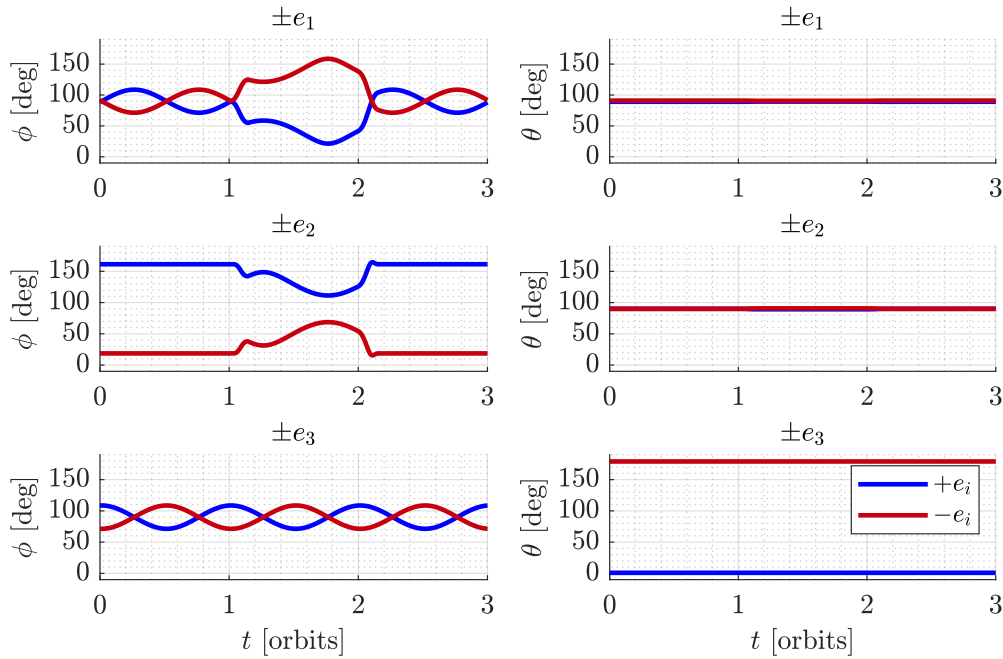 ±e₁ ±e₁
ϕ [deg] 150 100 50 0 θ [deg] 150 100 50 0
0 1 2 3 0 1 2 3
±e₂ ±e₂
ϕ [deg] 150 100 50 0 θ [deg] 150 100 50 0
0 1 2 3 0 1 2 3
±e₃ ±e₃
ϕ [deg] 150 100 50 0 θ [deg] 150 100 50 0
+eᵢ
−eᵢ
0 1 2 3 0 1 2 3
t [orbits] t [orbits]